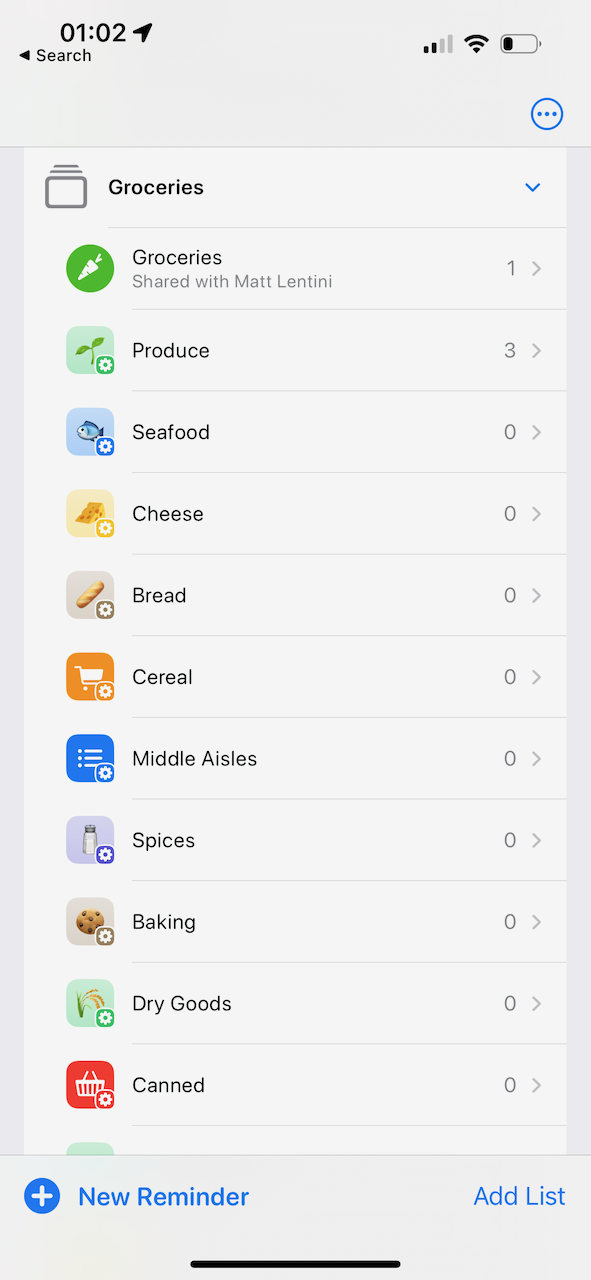 01:02
Search
Groceries
Groceries
Shared with Matt Lentini
1
Produce
3
Seafood
0
Cheese
0
Bread
0
Cereal
0
Middle Aisles
0
Spices
0
Baking
0
Dry Goods
0
Canned
0
New Reminder
Add List